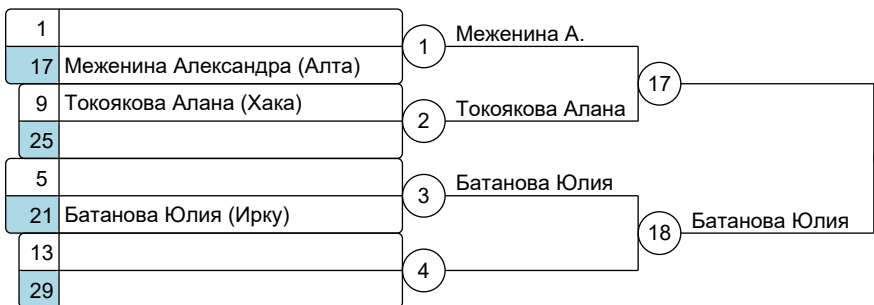 1
1 Меженина А.
17 Меженина Александра (Алта)
17
9 Токоякова Алана (Хака)
2 Токоякова Алана
25
5
3 Батанова Юлия
21 Батанова Юлия (Ирку)
18 Батанова Юлия
13
4
29